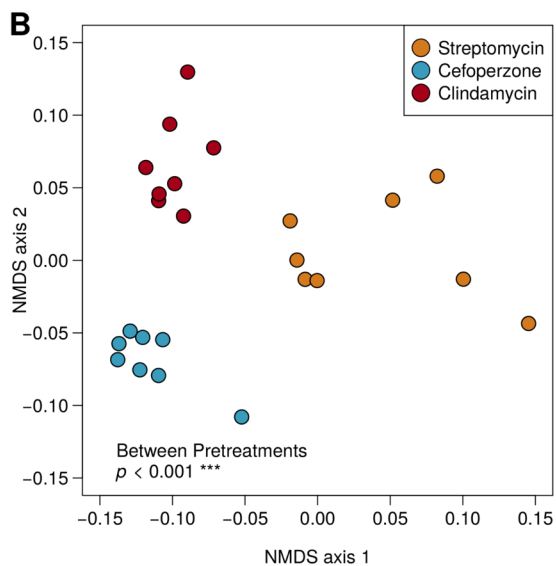 B
Streptomycin
Cefoperzone
Clindamycin
0.15
0.10
0.05
0.00
−0.05
−0.10
−0.15
NMDS axis 2
Between Pretreatments
p < 0.001 ***
−0.15 −0.10 −0.05 0.00 0.05 0.10 0.15
NMDS axis 1